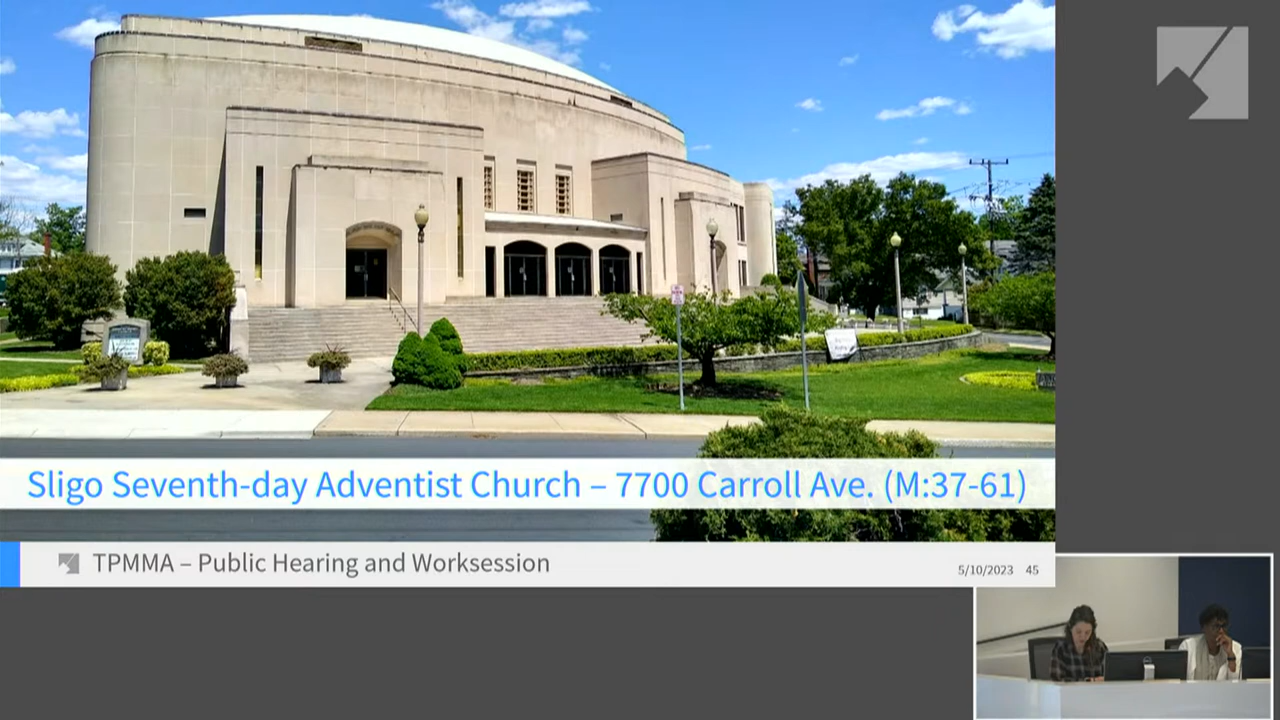 Sligo Seventh-day Adventist Church – 7700 Carroll Ave. (M:37-61)
TPMMA – Public Hearing and Worksession
5/10/2023 45